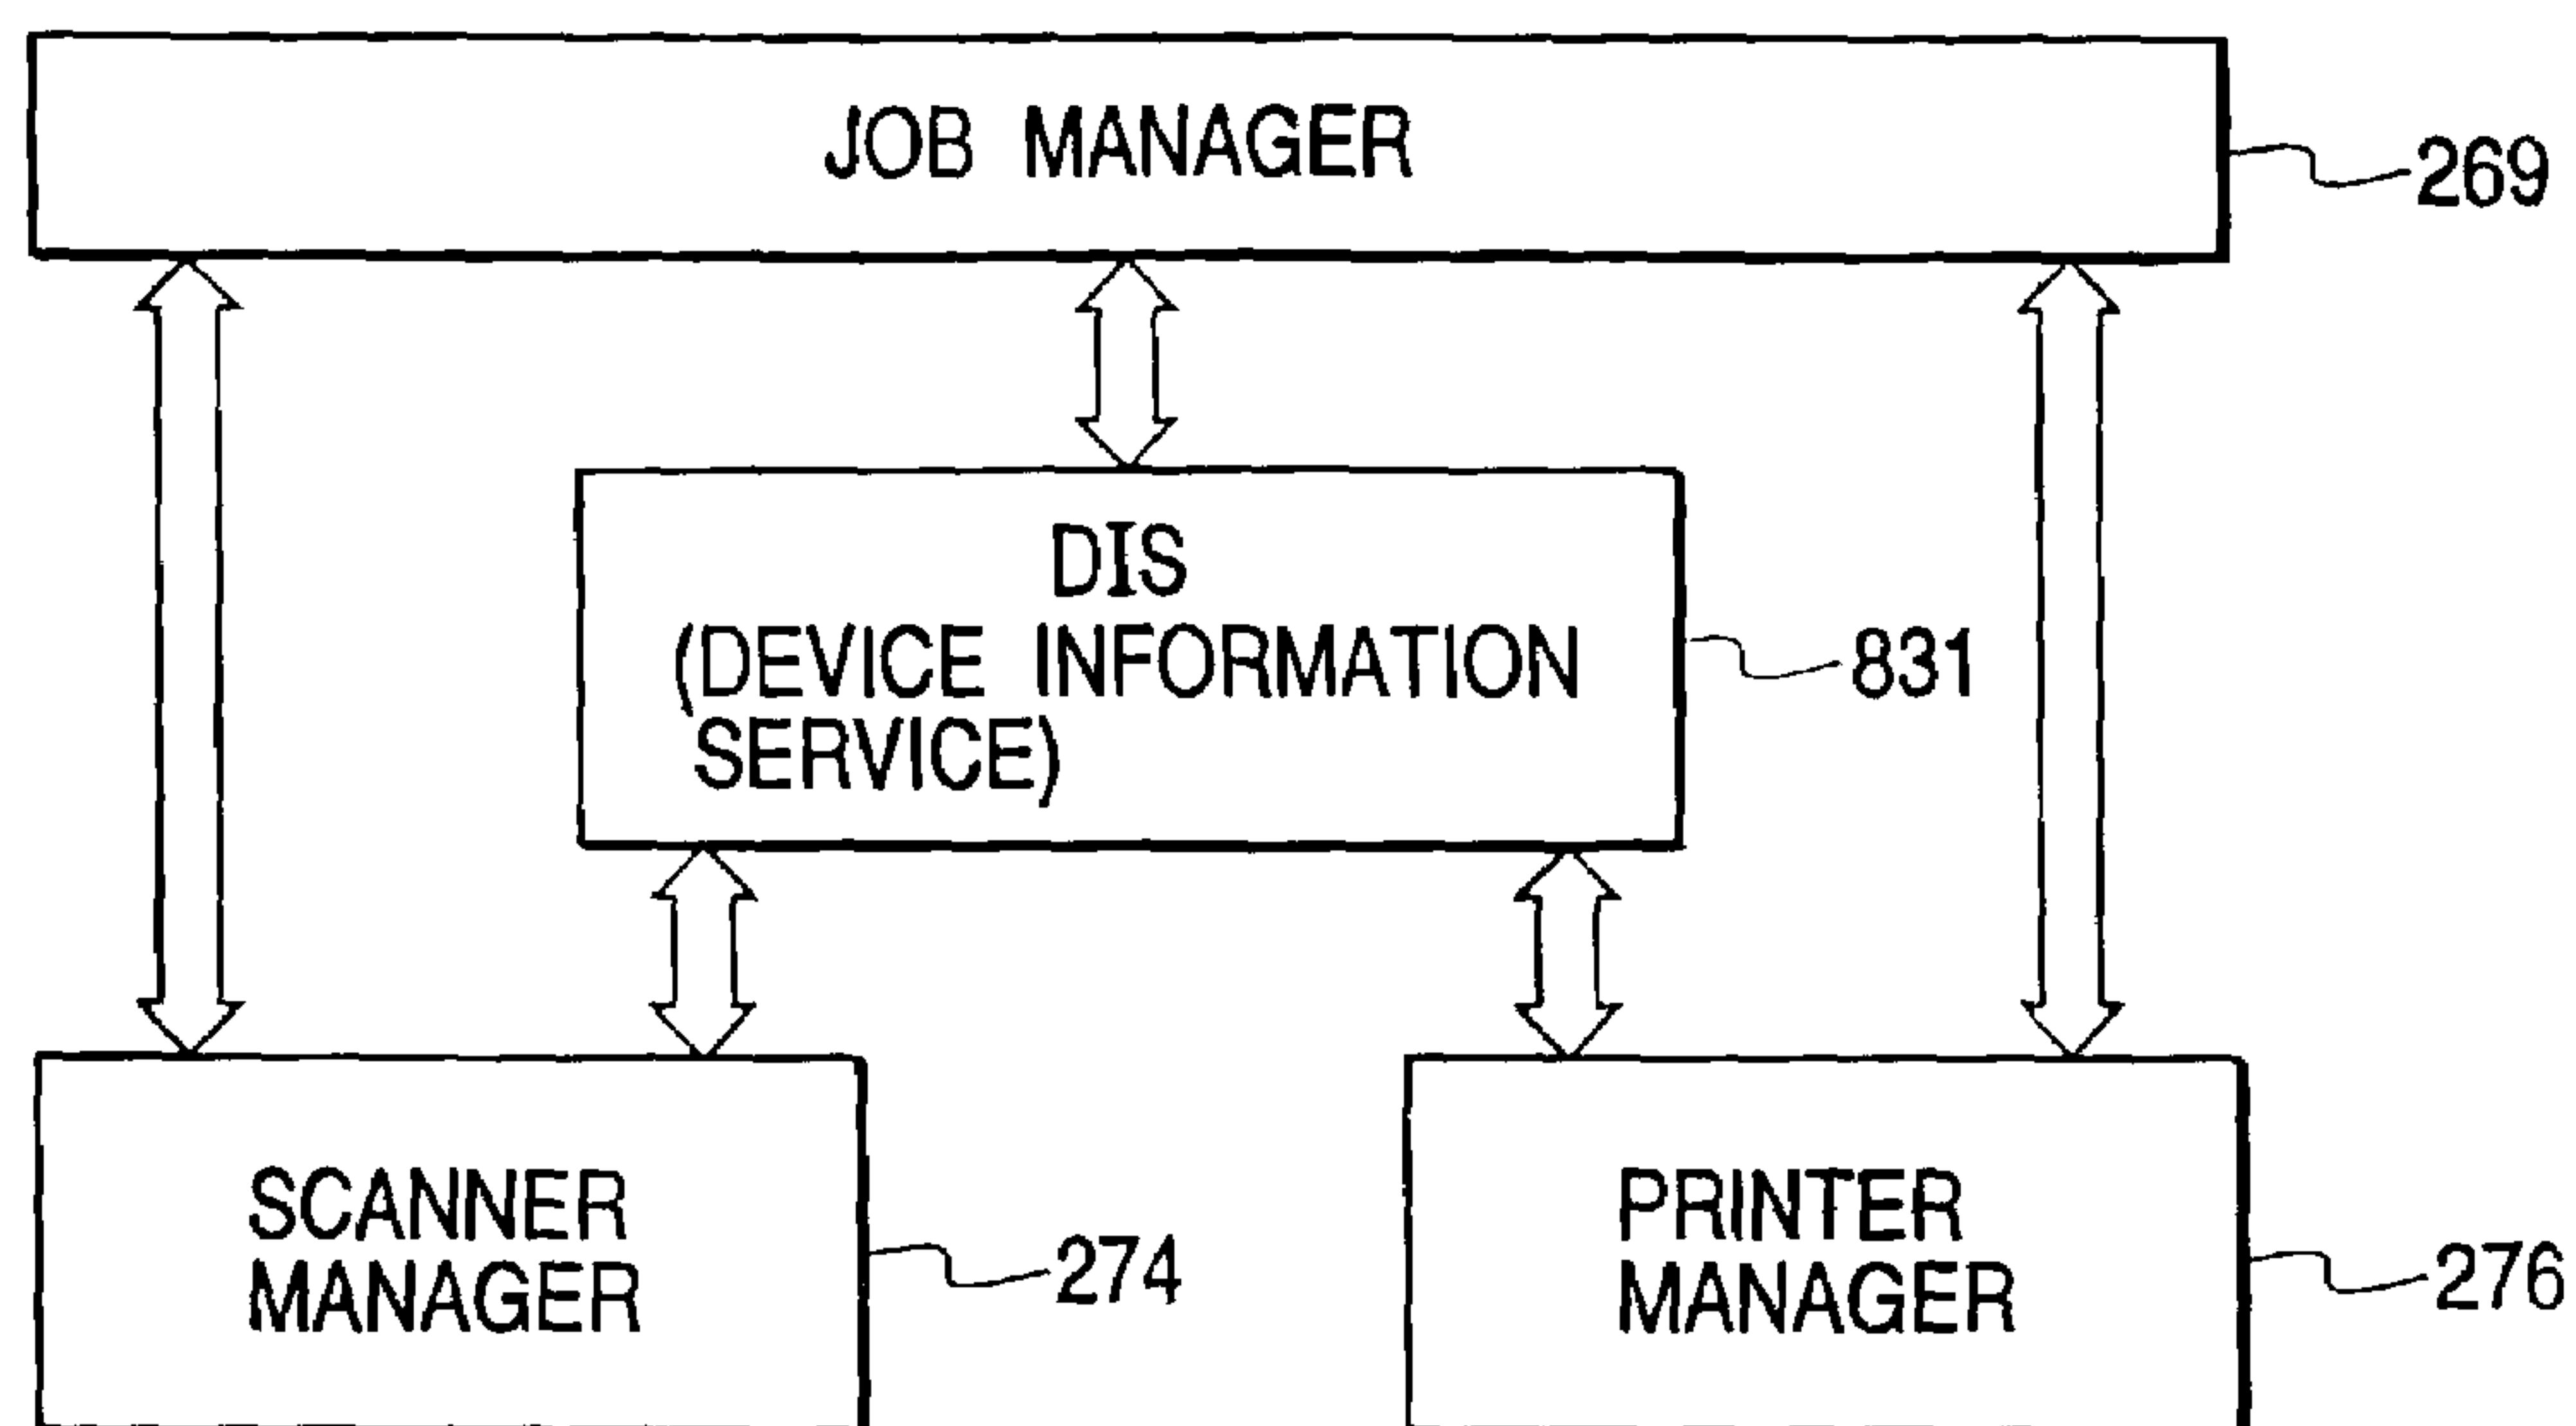 JOB MANAGER
269
DIS
(DEVICE INFORMATION
SERVICE)
831
SCANNER
MANAGER
274
PRINTER
MANAGER
276